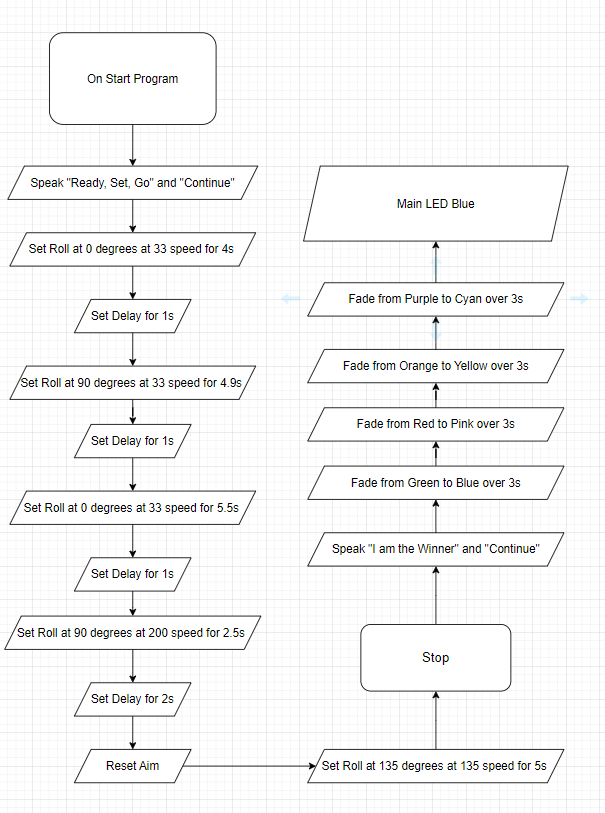 On Start Program
Speak "Ready, Set, Go" and "Continue"
Set Roll at 0 degrees at 33 speed for 4s
Set Delay for 1s
Set Roll at 90 degrees at 33 speed for 4.9s
Set Delay for 1s
Set Roll at 0 degrees at 33 speed for 5.5s
Set Delay for 1s
Set Roll at 90 degrees at 200 speed for 2.5s
Set Delay for 2s
Reset Aim
Set Roll at 135 degrees at 135 speed for 5s
Stop
Speak "I am the Winner" and "Continue"
Fade from Green to Blue over 3s
Fade from Red to Pink over 3s
Fade from Orange to Yellow over 3s
Fade from Purple to Cyan over 3s
Main LED Blue